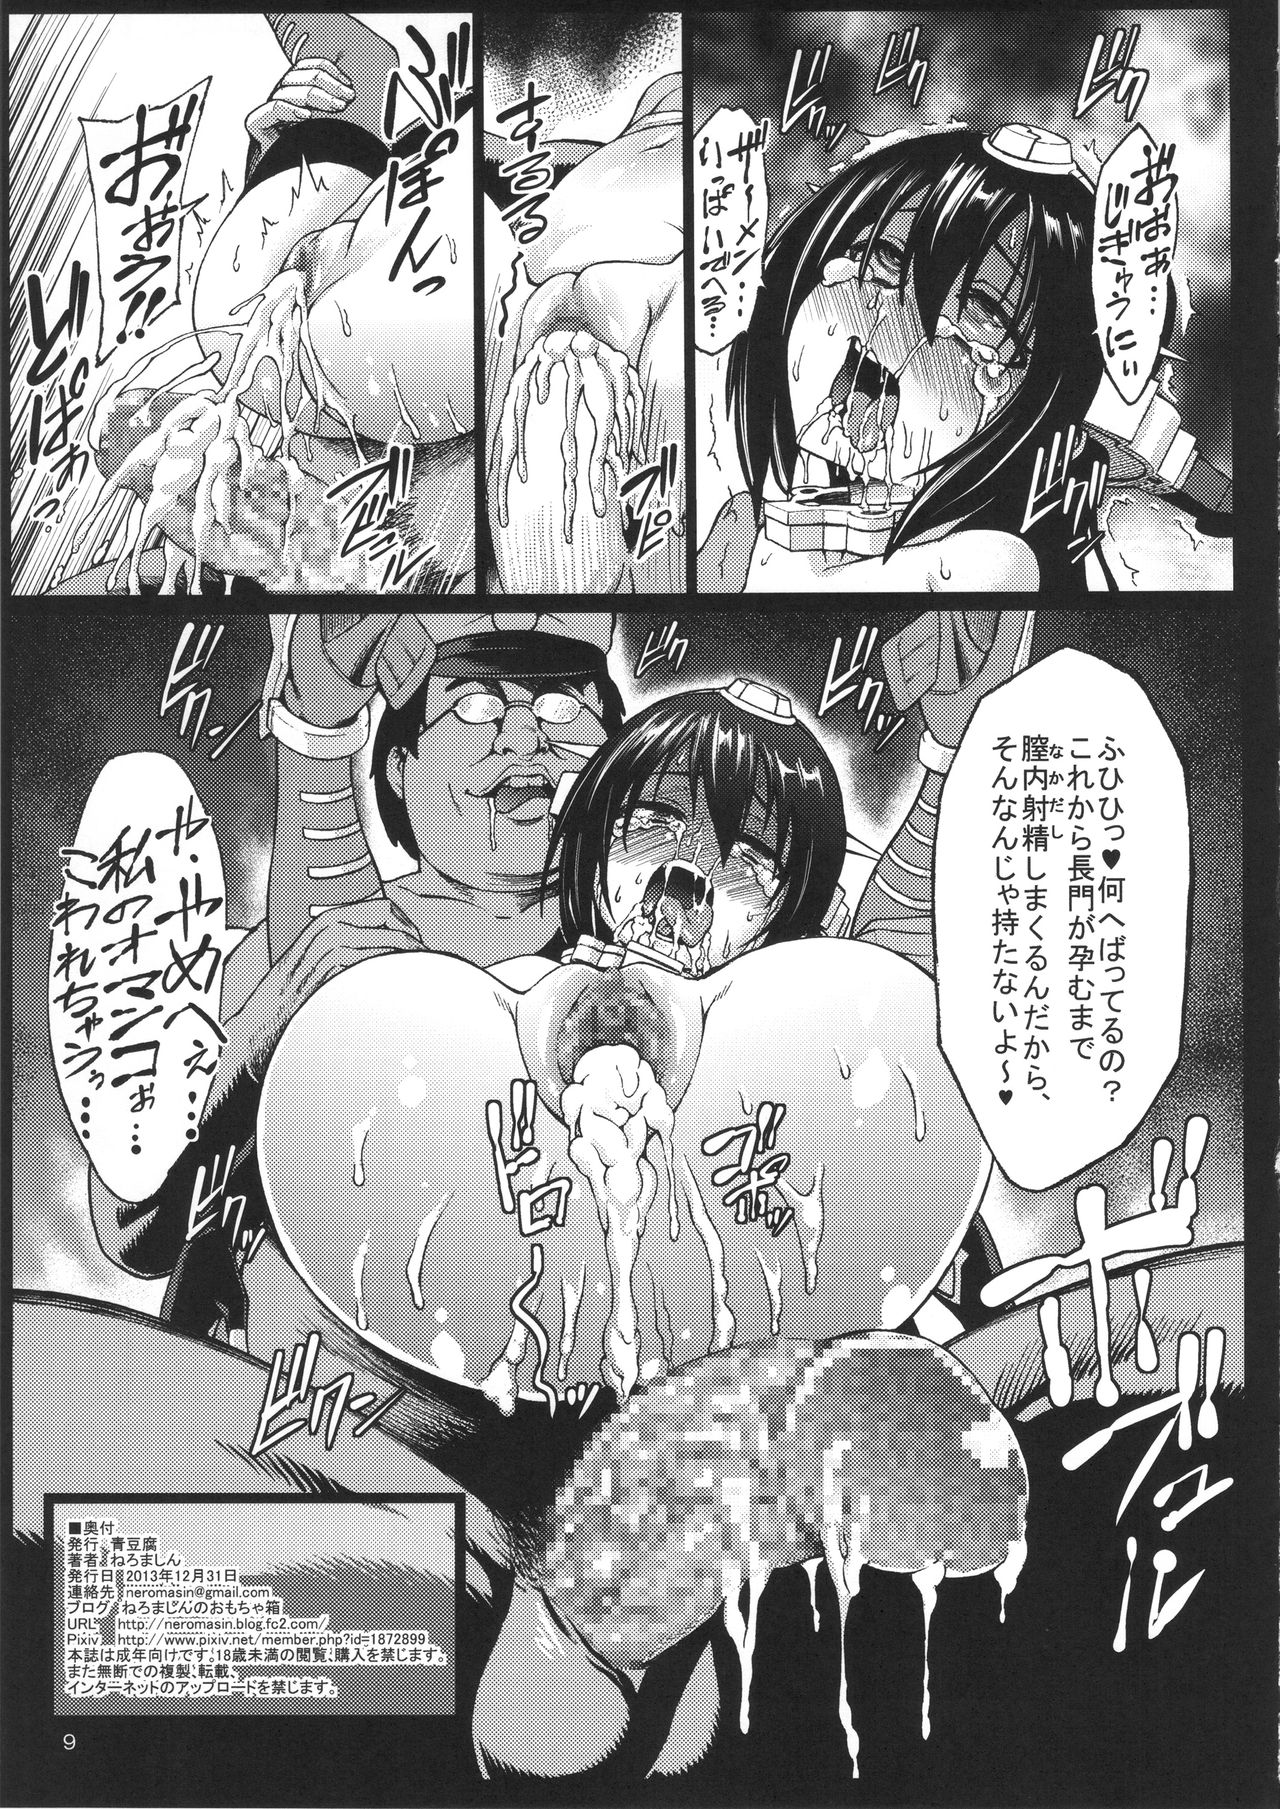 おぉぁ…
じぎゅうにぃ
ザーメン…
いっぱいでへる…
ビクッ
ずるるる
ブピ
ぶぽんっ
おぉおぅ!!
どぱぁっ
ふひひっ♥何へばってるの？
これから長門が孕むまで
膣内射精しまくるんだから、
なかだし
そんなんじゃ持たないよ～♥
や、やめへぇ…
私のオマンコぉ…
こわれちゃうぅ…
ビクンッ
ドロ～ッ
■奥付
発行　青豆腐
著者　ねろましん
発行日　2013年12月31日
連絡先　neromasin@gmail.com
ブログ　ねろましんのおもちゃ箱
URL　http://neromasin.blog.fc2.com/
Pixiv　http://www.pixiv.net/member.php?id=1872899
本誌は成年向けです、18歳未満の閲覧、購入を禁じます。
また無断での複製、転載、
インターネットのアップロードを禁じます。
9